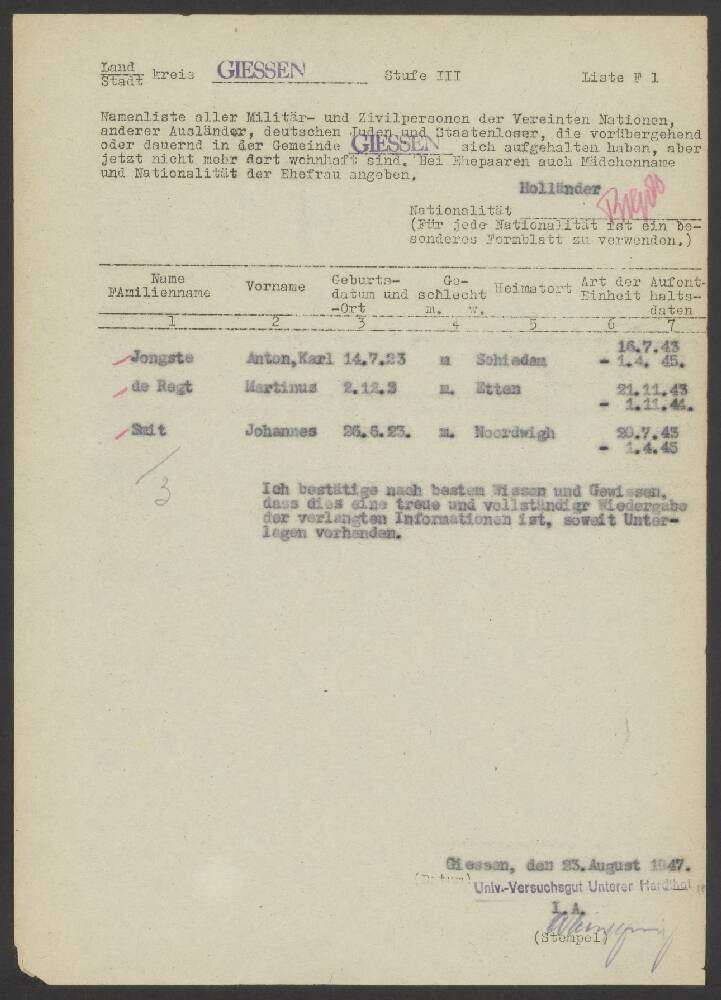 Land
Stadt kreis GIESSEN Stufe III Liste F 1
Namenliste aller Militär- und Zivilpersonen der Vereinten Nationen,
anderer Ausländer, deutschen Juden und Staatenloser, die vorübergehend
oder dauernd in der Gemeinde GIESSEN sich aufgehalten haben, aber
jetzt nicht mehr dort wohnhaft sind. Bei Ehepaaren auch Mädchenname
und Nationalität der Ehefrau angeben.
Holländer
Nationalität
(Für jede Nationalität ist ein be-
sonderes Formblatt zu verwenden.)
Name FAmilienname Vorname Geburts- datum und -Ort Ge- schlecht m. w. Heimatort Art der Einheit Aufent- halts- daten
1 2 3 4 5 6 7
Jongste Anton,Karl 14.7.23 m Schiedam 16.7.43 - 1.4. 45.
de Regt Martinus 2.12.2 m. Etten 21.11.43 - 1.11.44.
Smit Johannes 26.6.23. m. Noordwigh 20.7.43 - 1.4.45
3
Ich bestätige nach bestem Wissen und Gewissen,
dass dies eine treue und vollständigr Wiedergabe
der verlangten Informationen ist, soweit Unter-
lagen vorhanden.
Giessen, den 23.August 1947.
Univ.-Versuchsgut Unterer Hardthof
I.A.
(Stempel)